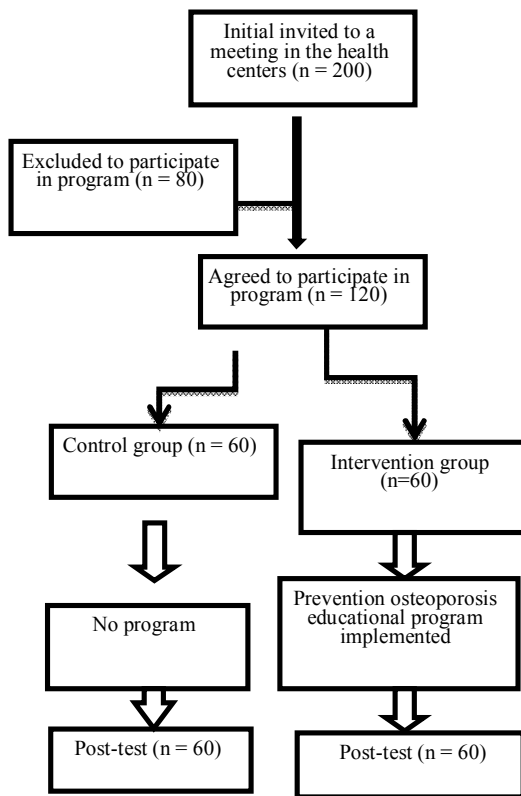 Initial invited to a
meeting in the health
centers (n = 200)
Excluded to participate
in program (n = 80)
Agreed to participate in
program (n = 120)
Control group (n = 60)
Intervention group
(n=60)
No program
Prevention osteoporosis
educational program
implemented
Post-test (n = 60)
Post-test (n = 60)